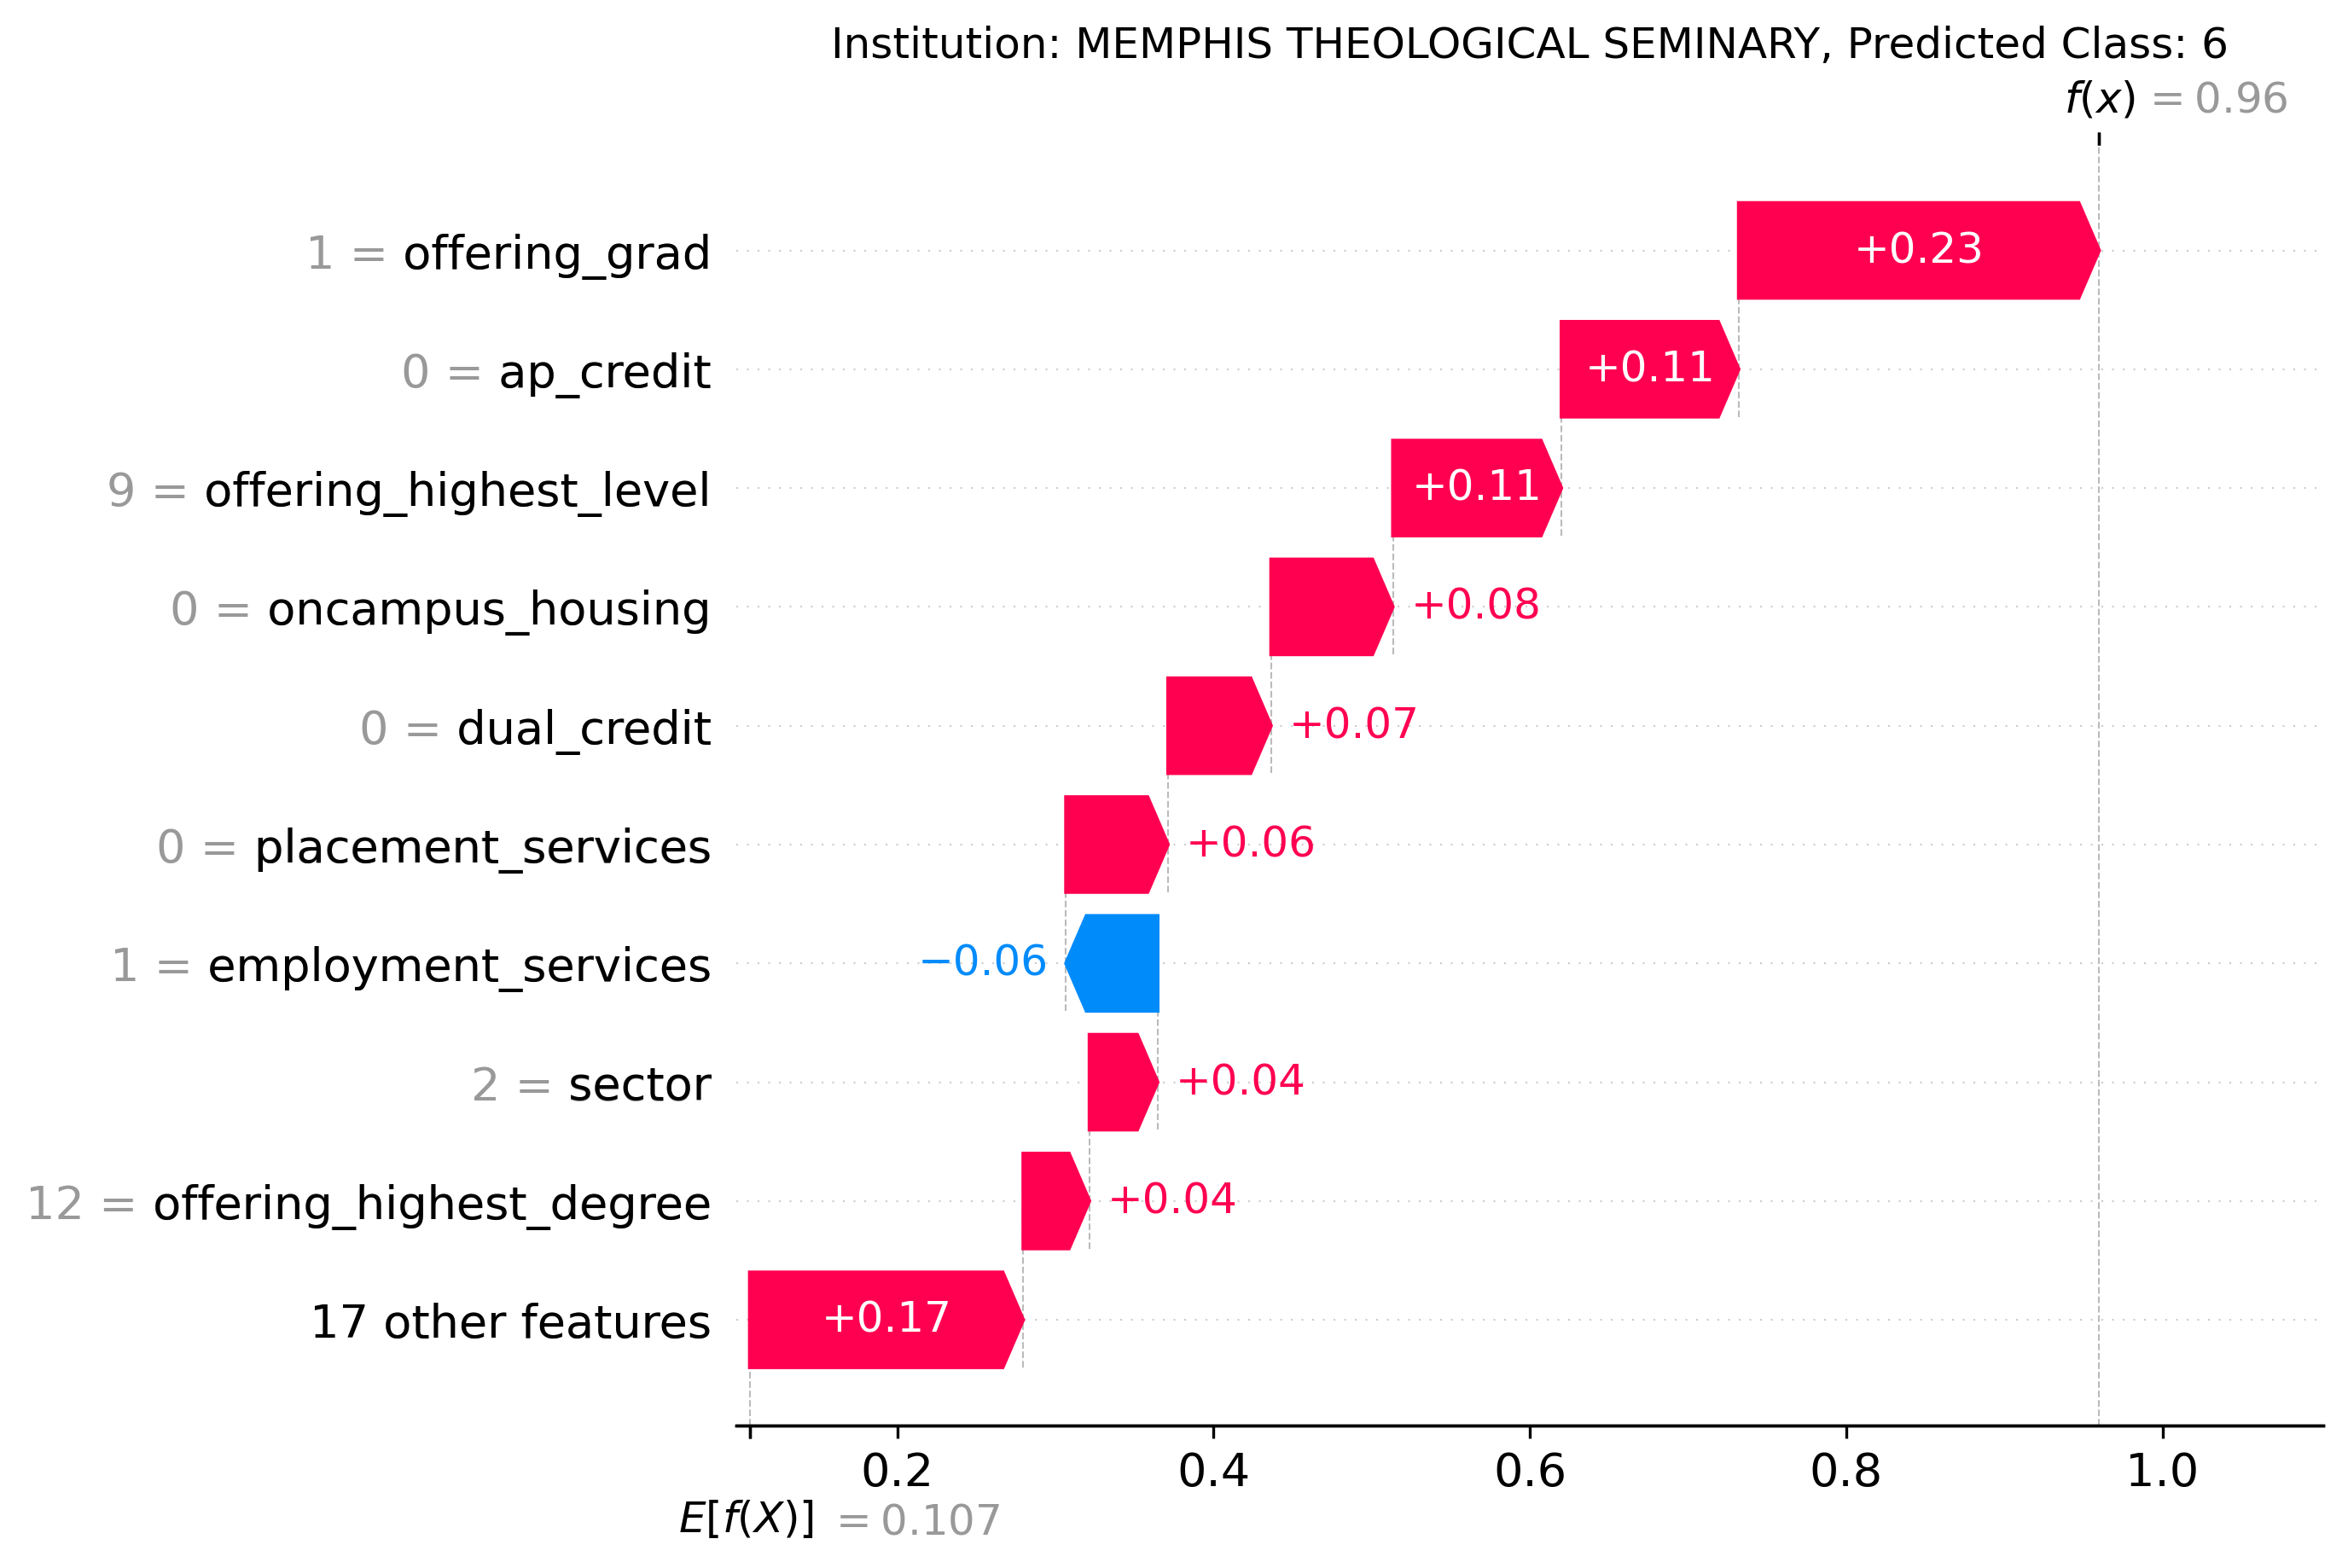 Institution: MEMPHIS THEOLOGICAL SEMINARY, Predicted Class: 6
f(x) = 0.96
1 = offering_grad +0.23
0 = ap_credit +0.11
9 = offering_highest_level +0.11
0 = oncampus_housing +0.08
0 = dual_credit +0.07
0 = placement_services +0.06
1 = employment_services −0.06
2 = sector +0.04
12 = offering_highest_degree +0.04
17 other features +0.17
0.2 0.4 0.6 0.8 1.0
E[f(X)] = 0.107